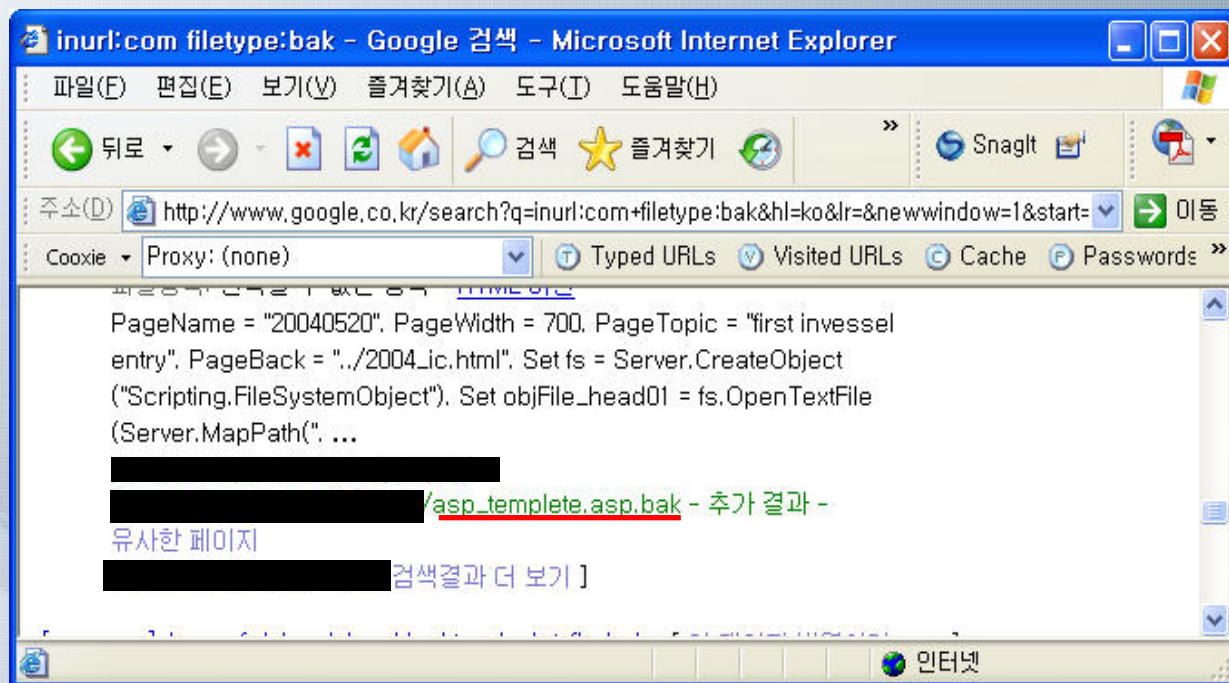 inurl:com filetype:bak - Google 검색 - Microsoft Internet Explorer
파일(F) 편집(E) 보기(V) 즐겨찾기(A) 도구(T) 도움말(H)
뒤로 검색 즐겨찾기 » SnagIt
주소(D) http://www.google.co.kr/search?q=inurl:com+filetype:bak&hl=ko&lr=&newwindow=1&start= 이동
Cooxie Proxy: (none) Typed URLs Visited URLs Cache Passwords »
PageName = "20040520". PageWidth = 700. PageTopic = "first invessel
entry". PageBack = "../2004_ic.html". Set fs = Server.CreateObject
("Scripting.FileSystemObject"). Set objFile_head01 = fs.OpenTextFile
(Server.MapPath(". ...
/asp_templete.asp.bak - 추가 결과 -
유사한 페이지
검색결과 더 보기 ]
인터넷